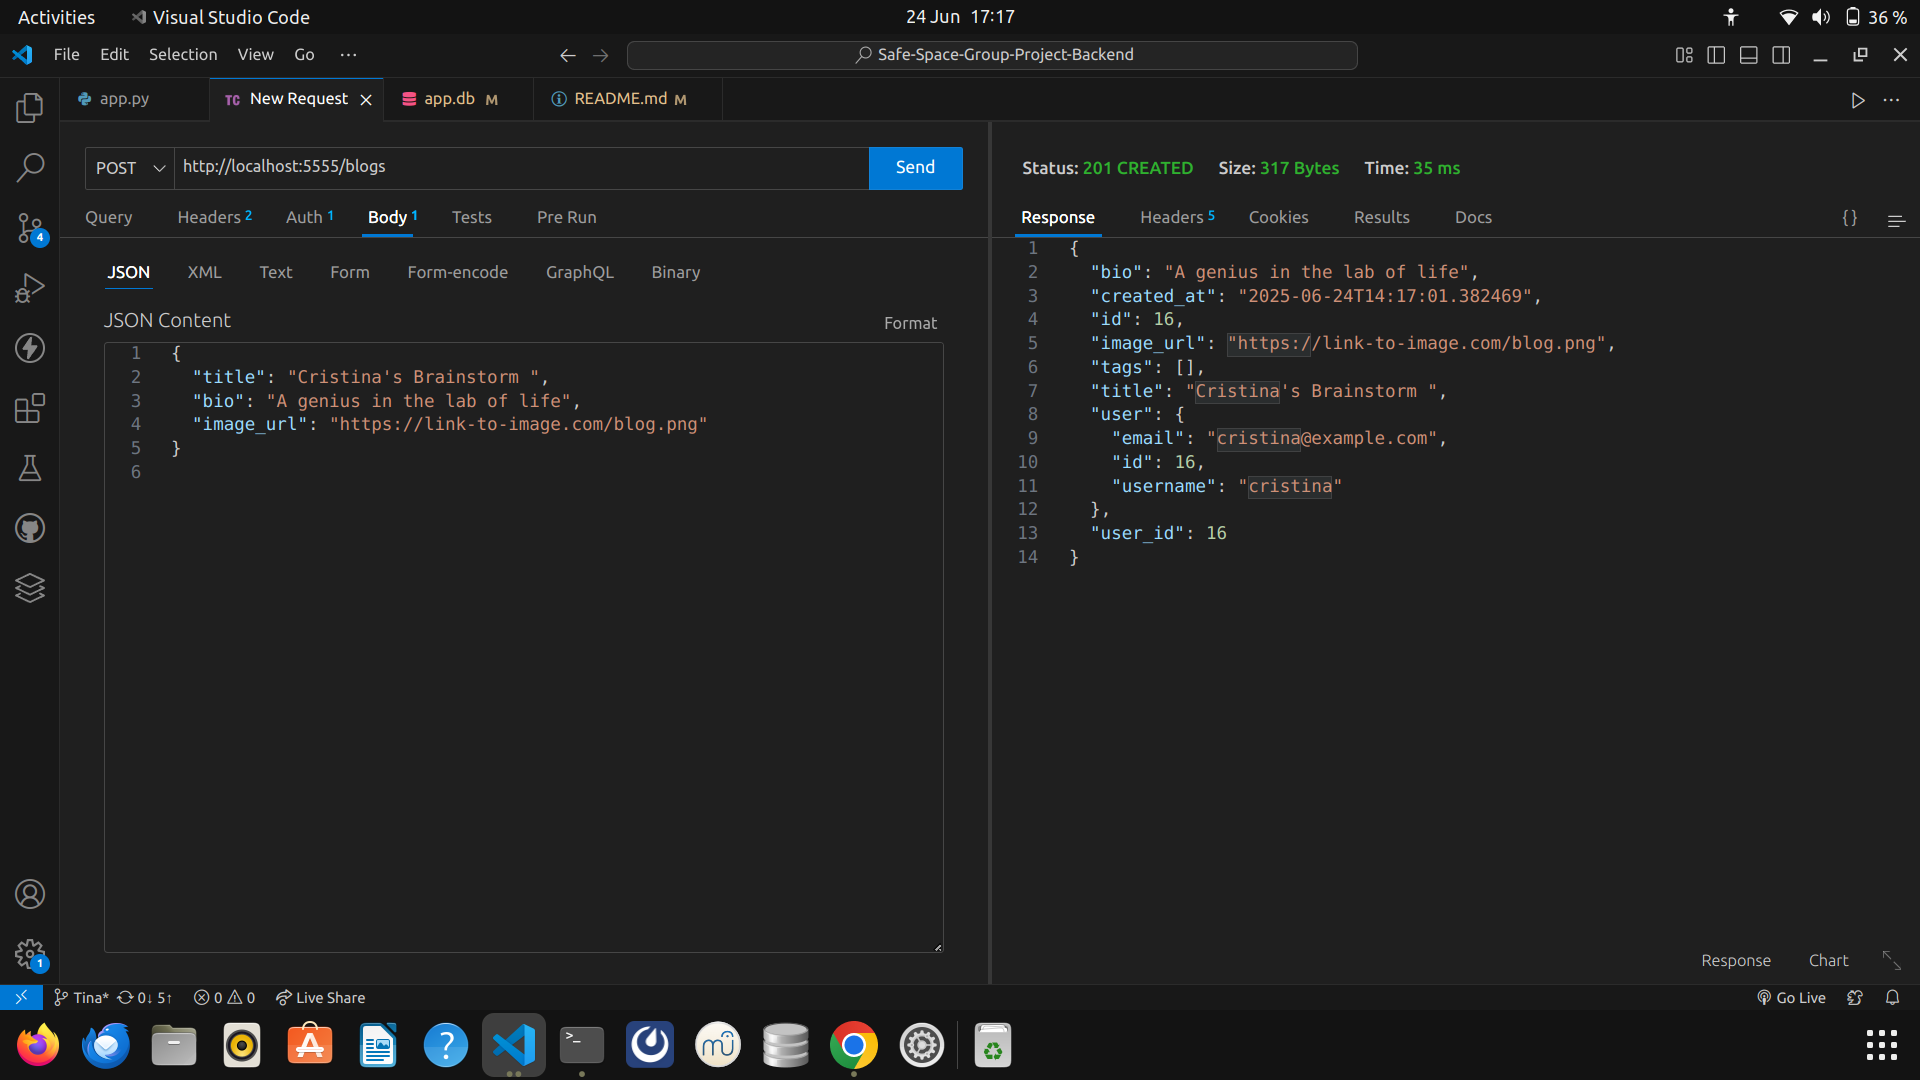 Activities
Visual Studio Code
24 Jun 17:17
36 %
File Edit Selection View Go ...
Safe-Space-Group-Project-Backend
app.py
TC New Request
app.db M
README.md M
POST
http://localhost:5555/blogs
Send
Query Headers 2 Auth 1 Body 1 Tests Pre Run
JSON XML Text Form Form-encode GraphQL Binary
JSON Content
Format
1 {
2 "title": "Cristina's Brainstorm ",
3 "bio": "A genius in the lab of life",
4 "image_url": "https://link-to-image.com/blog.png"
5 }
6
Status: 201 CREATED Size: 317 Bytes Time: 35 ms
Response Headers 5 Cookies Results Docs
{}
1 {
2 "bio": "A genius in the lab of life",
3 "created_at": "2025-06-24T14:17:01.382469",
4 "id": 16,
5 "image_url": "https://link-to-image.com/blog.png",
6 "tags": [],
7 "title": "Cristina's Brainstorm ",
8 "user": {
9 "email": "cristina@example.com",
10 "id": 16,
11 "username": "cristina"
12 },
13 "user_id": 16
14 }
Response Chart
4
1
Tina* 0↓ 5↑ 0 0 Live Share
Go Live
>_
?
mu